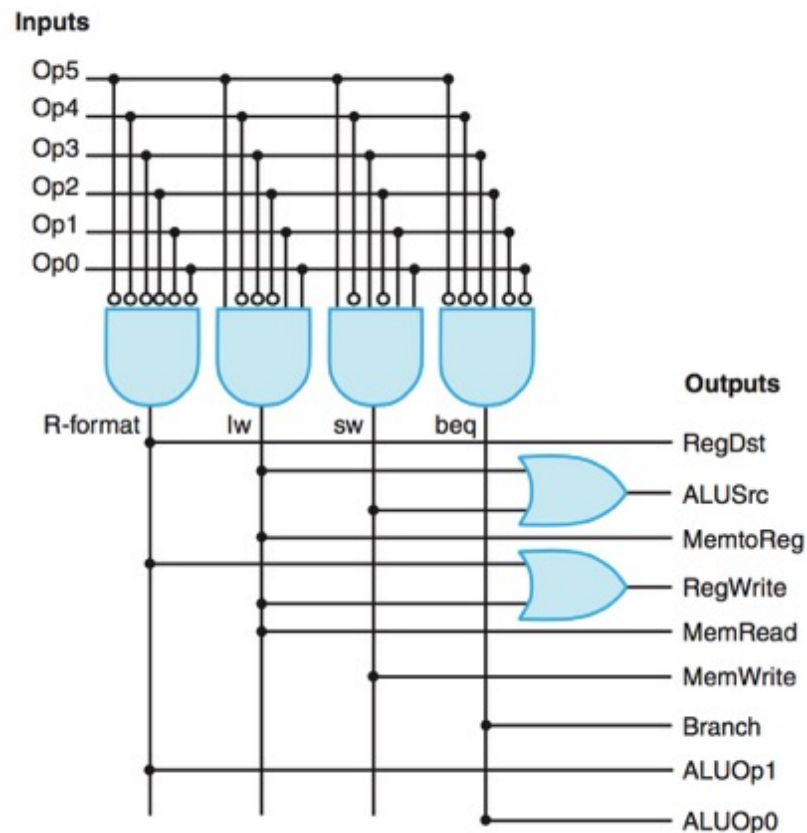 Inputs
Op5
Op4
Op3
Op2
Op1
Op0
R-format lw sw beq
Outputs
RegDst
ALUSrc
MemtoReg
RegWrite
MemRead
MemWrite
Branch
ALUOp1
ALUOp0